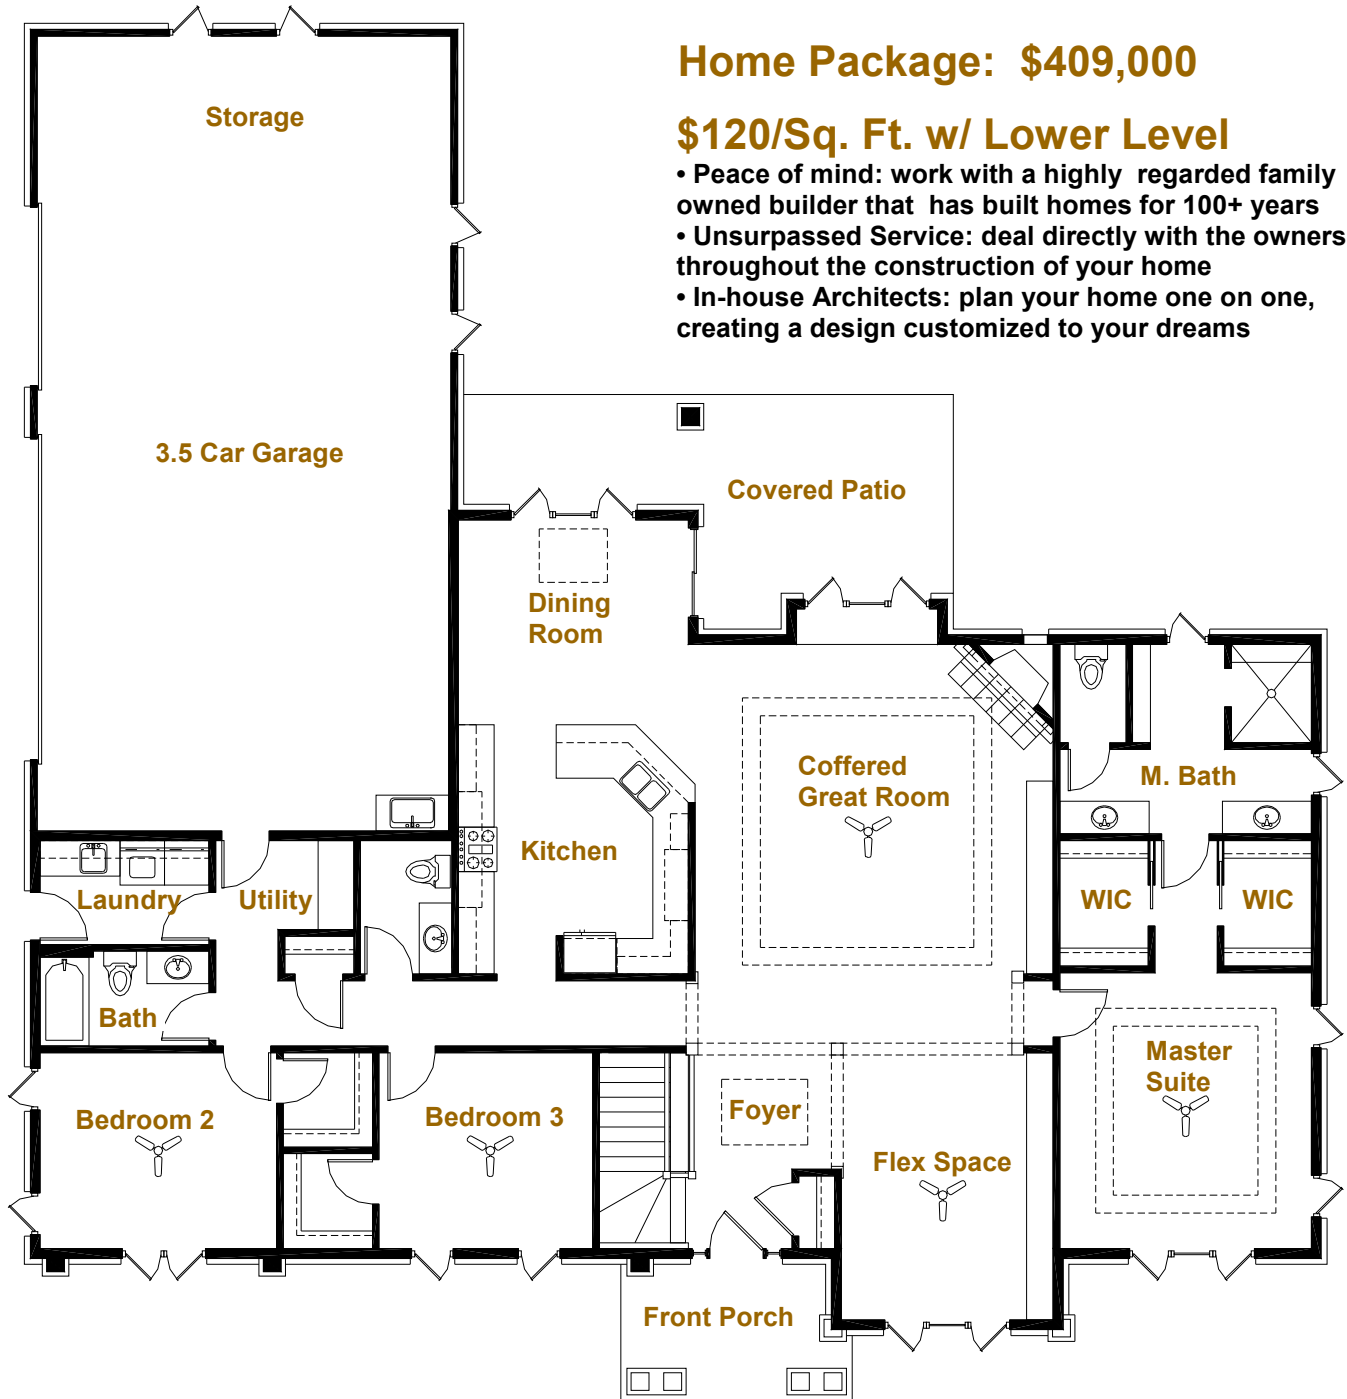 Home Package: $409,000
$120/Sq. Ft. w/ Lower Level
• Peace of mind: work with a highly regarded family
owned builder that has built homes for 100+ years
• Unsurpassed Service: deal directly with the owners
throughout the construction of your home
• In-house Architects: plan your home one on one,
creating a design customized to your dreams
Storage
3.5 Car Garage
Covered Patio
Dining
Room
Coffered
Great Room
M. Bath
Kitchen
Laundry
Utility
WIC
WIC
Bath
Master
Suite
Bedroom 2
Bedroom 3
Foyer
Flex Space
Front Porch